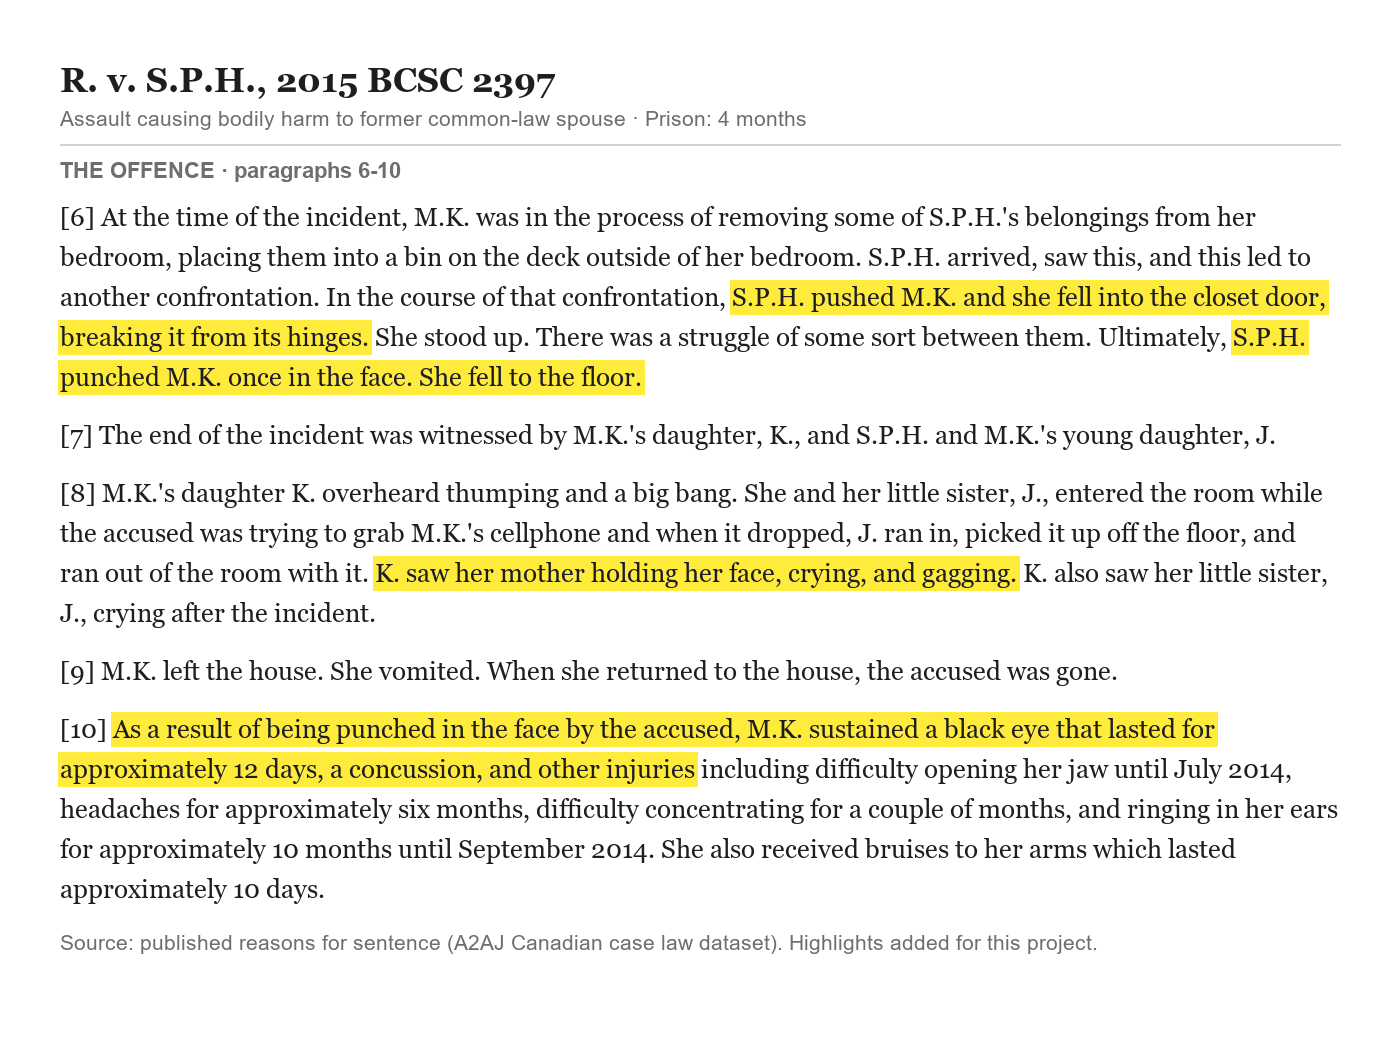 R. v. S.P.H., 2015 BCSC 2397
Assault causing bodily harm to former common-law spouse · Prison: 4 months
THE OFFENCE · paragraphs 6-10
[6] At the time of the incident, M.K. was in the process of removing some of S.P.H.'s belongings from her
bedroom, placing them into a bin on the deck outside of her bedroom. S.P.H. arrived, saw this, and this led to
another confrontation. In the course of that confrontation, S.P.H. pushed M.K. and she fell into the closet door,
breaking it from its hinges. She stood up. There was a struggle of some sort between them. Ultimately, S.P.H.
punched M.K. once in the face. She fell to the floor.
[7] The end of the incident was witnessed by M.K.'s daughter, K., and S.P.H. and M.K.'s young daughter, J.
[8] M.K.'s daughter K. overheard thumping and a big bang. She and her little sister, J., entered the room while
the accused was trying to grab M.K.'s cellphone and when it dropped, J. ran in, picked it up off the floor, and
ran out of the room with it. K. saw her mother holding her face, crying, and gagging. K. also saw her little sister,
J., crying after the incident.
[9] M.K. left the house. She vomited. When she returned to the house, the accused was gone.
[10] As a result of being punched in the face by the accused, M.K. sustained a black eye that lasted for
approximately 12 days, a concussion, and other injuries including difficulty opening her jaw until July 2014,
headaches for approximately six months, difficulty concentrating for a couple of months, and ringing in her ears
for approximately 10 months until September 2014. She also received bruises to her arms which lasted
approximately 10 days.
Source: published reasons for sentence (A2AJ Canadian case law dataset). Highlights added for this project.